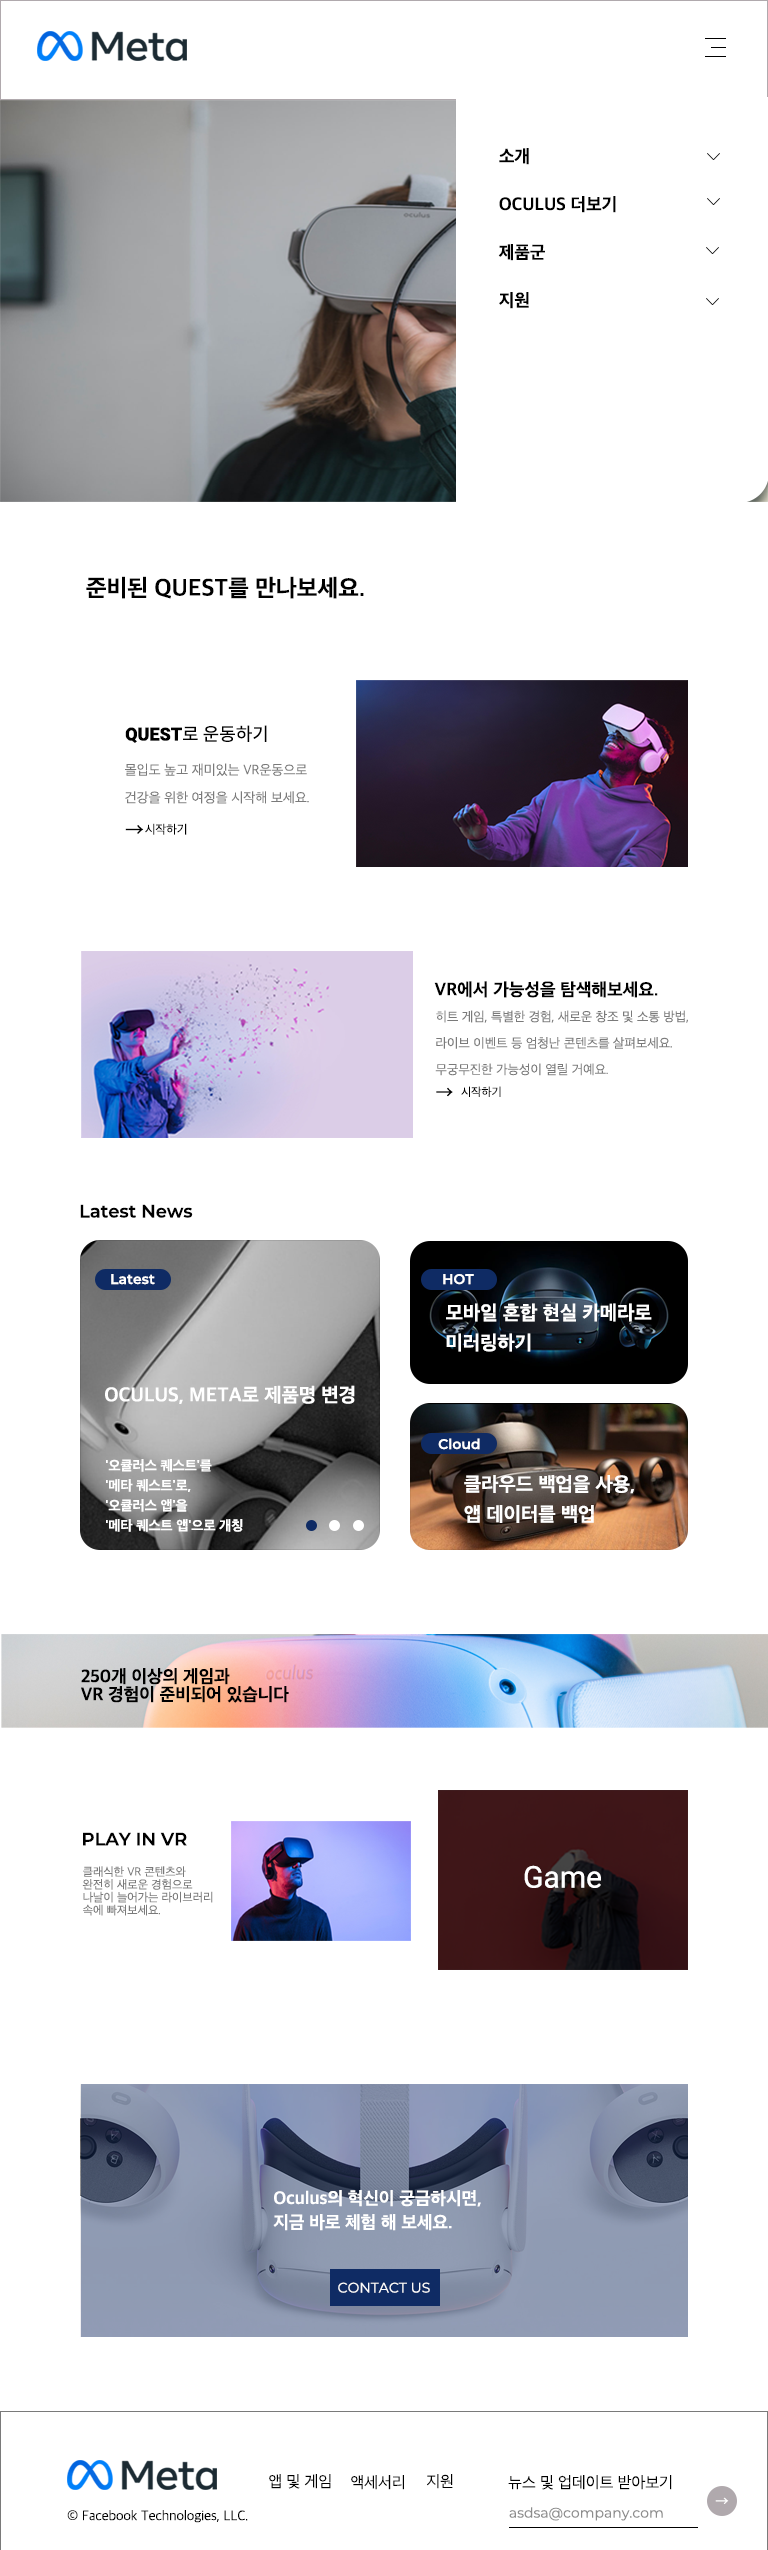 Meta
oculus
소개
OCULUS 더보기
제품군
지원
준비된 QUEST를 만나보세요.
QUEST로 운동하기
몰입도 높고 재미있는 VR운동으로
건강을 위한 여정을 시작해 보세요.
시작하기
VR에서 가능성을 탐색해보세요.
히트 게임, 특별한 경험, 새로운 창조 및 소통 방법,
라이브 이벤트 등 엄청난 콘텐츠를 살펴보세요.
무궁무진한 가능성이 열릴 거예요.
시작하기
Latest News
Latest
OCULUS, META로 제품명 변경
'오큘러스 퀘스트'를
'메타 퀘스트'로,
'오큘러스 앱'을
'메타 퀘스트 앱'으로 개칭
HOT
모바일 혼합 현실 카메라로
미러링하기
Cloud
클라우드 백업을 사용,
앱 데이터를 백업
oculus
250개 이상의 게임과
VR 경험이 준비되어 있습니다
PLAY IN VR
클래식한 VR 콘텐츠와
완전히 새로운 경험으로
나날이 늘어가는 라이브러리
속에 빠져보세요.
Game
Oculus의 혁신이 궁금하시면,
지금 바로 체험 해 보세요.
CONTACT US
Meta
앱 및 게임 액세서리 지원
뉴스 및 업데이트 받아보기
asdsa@company.com
© Facebook Technologies, LLC.